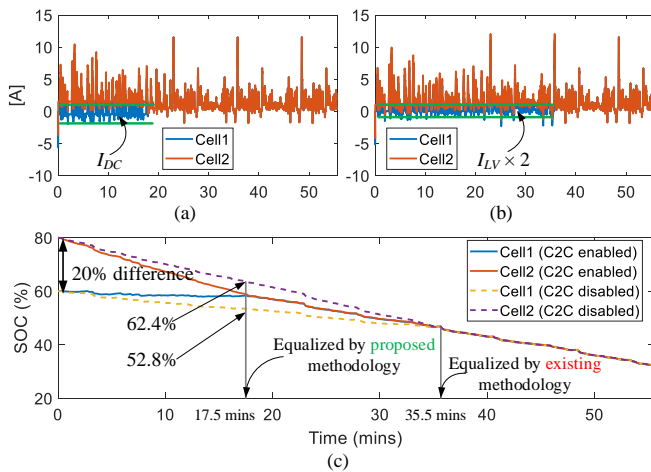 15
10
5
0
-5
-10
[A]
Cell1
Cell2
I_DC
0 10 20 30 40 50
(a)
15
10
5
0
-5
-10
Cell1
Cell2
I_LV × 2
0 10 20 30 40 50
(b)
80
60
40
20
SOC (%)
20% difference
62.4%
52.8%
Cell1 (C2C enabled)
Cell2 (C2C enabled)
Cell1 (C2C disabled)
Cell2 (C2C disabled)
Equalized by proposed
methodology
Equalized by existing
methodology
0 10 17.5 mins 20 30 35.5 mins 40 50
Time (mins)
(c)